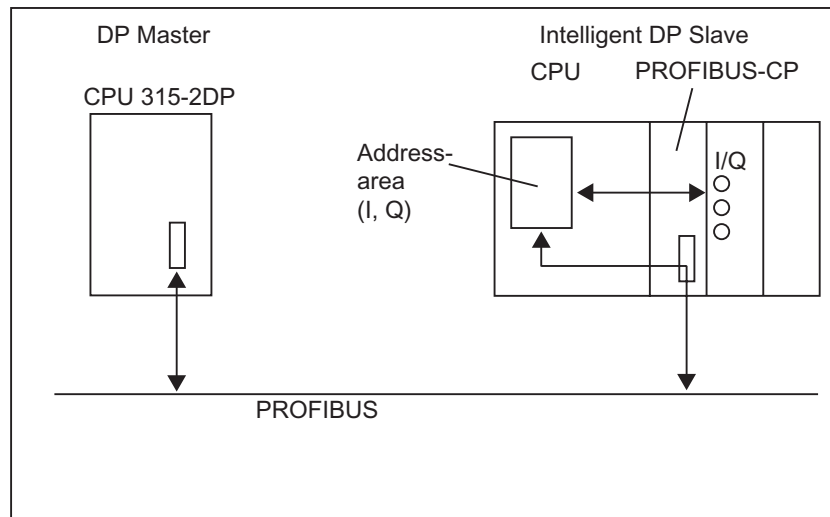 DP Master
Intelligent DP Slave
CPU PROFIBUS-CP
CPU 315-2DP
Address-
area
(I, Q)
I/Q
PROFIBUS